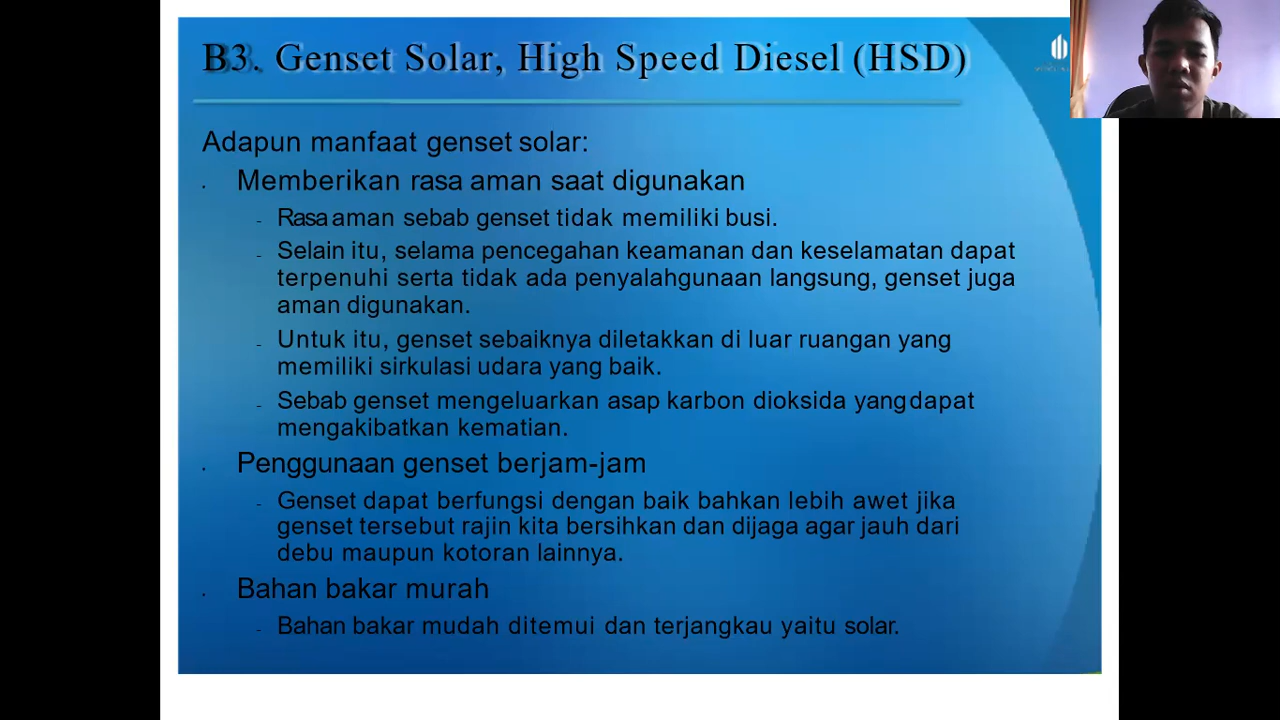 B3. Genset Solar, High Speed Diesel (HSD)
Adapun manfaat genset solar:
• Memberikan rasa aman saat digunakan
- Rasa aman sebab genset tidak memiliki busi.
- Selain itu, selama pencegahan keamanan dan keselamatan dapat
terpenuhi serta tidak ada penyalahgunaan langsung, genset juga
aman digunakan.
- Untuk itu, genset sebaiknya diletakkan di luar ruangan yang
memiliki sirkulasi udara yang baik.
- Sebab genset mengeluarkan asap karbon dioksida yang dapat
mengakibatkan kematian.
• Penggunaan genset berjam-jam
- Genset dapat berfungsi dengan baik bahkan lebih awet jika
genset tersebut rajin kita bersihkan dan dijaga agar jauh dari
debu maupun kotoran lainnya.
• Bahan bakar murah
- Bahan bakar mudah ditemui dan terjangkau yaitu solar.